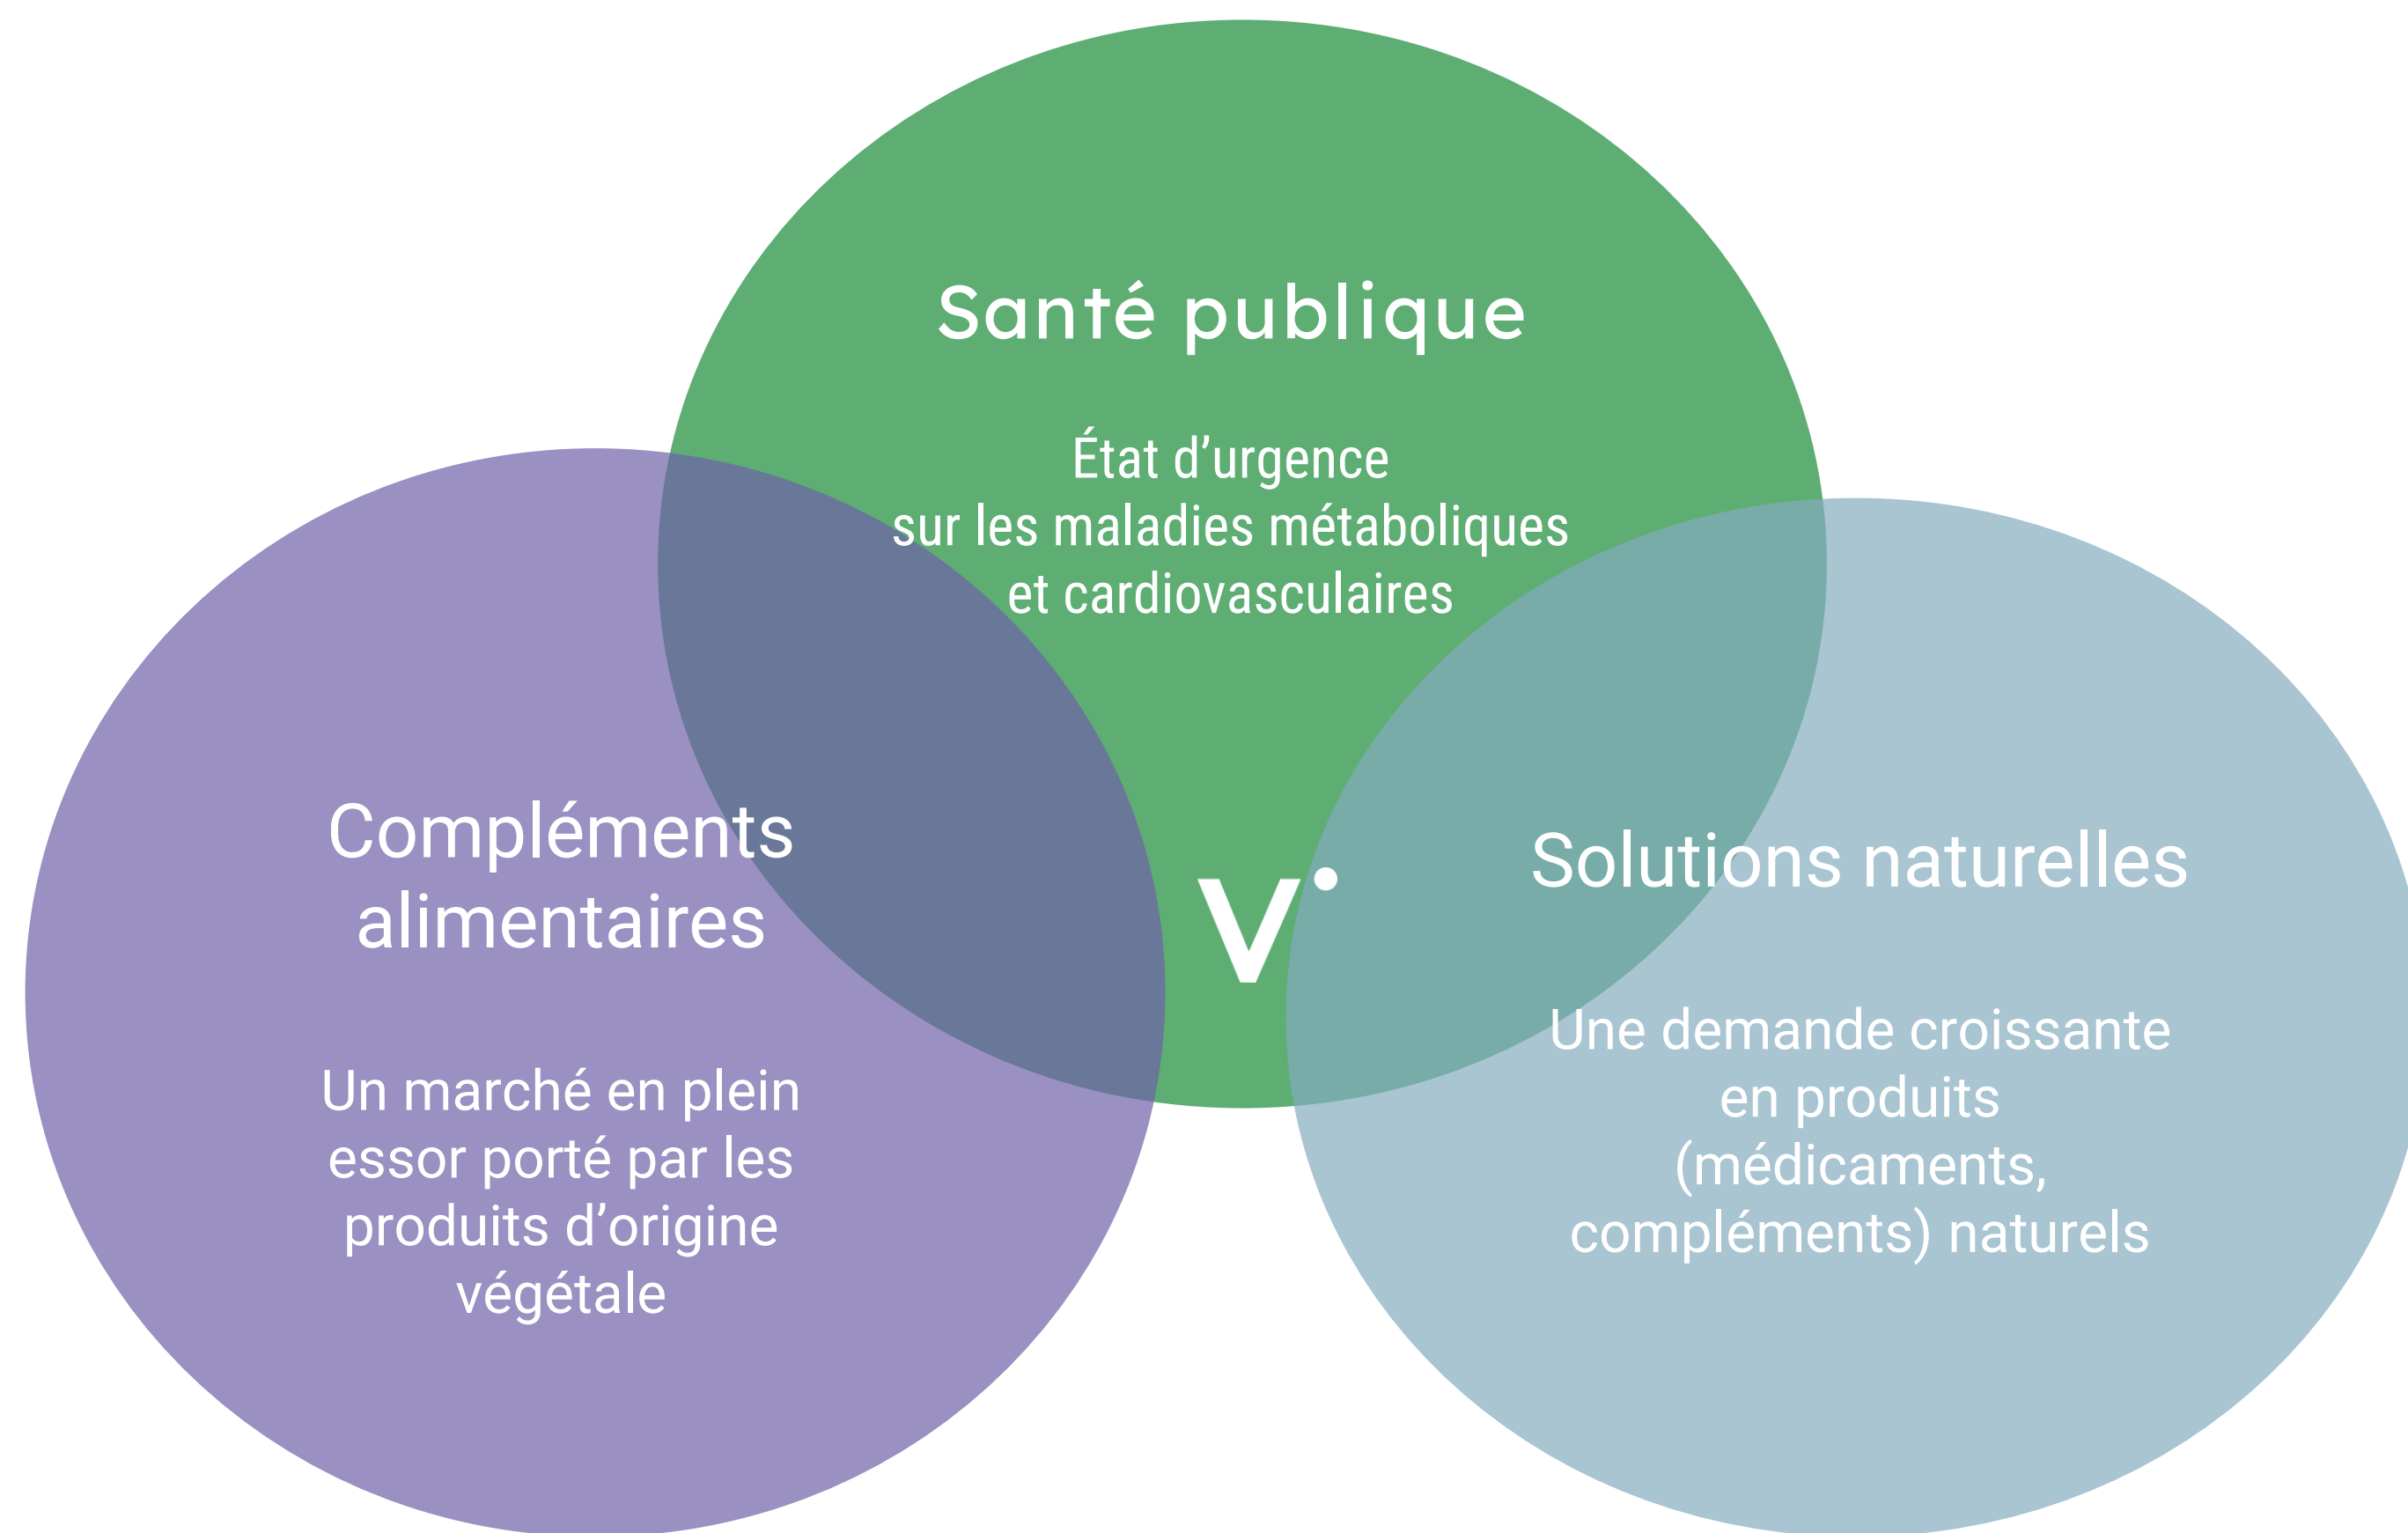 Santé publique
État d’urgence
sur les maladies métaboliques
et cardiovasculaires
Compléments
alimentaires
Un marché en plein
essor porté par les
produits d’origine
végétale
v
Solutions naturelles
Une demande croissante
en produits
(médicaments,
compléments) naturels